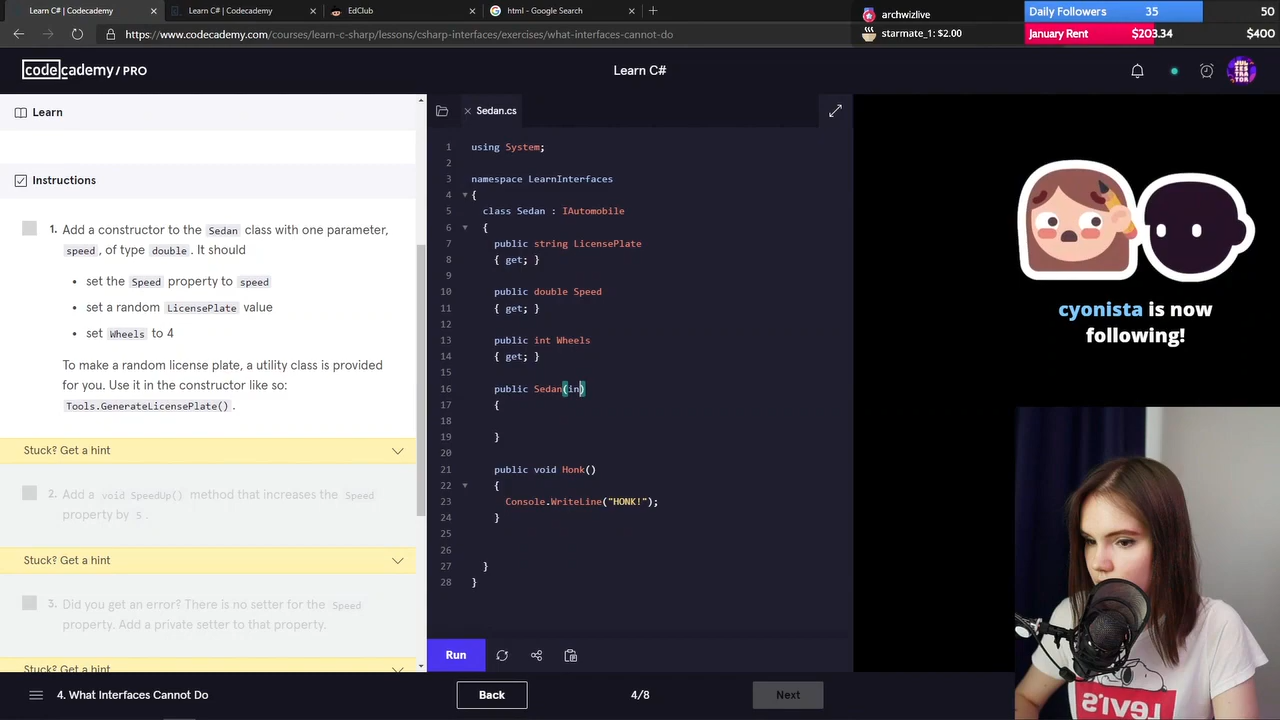 Learn C# | Codecademy
Learn C# | Codecademy
EdClub
html - Google Search
https://www.codecademy.com/courses/learn-c-sharp/lessons/csharp-interfaces/exercises/what-interfaces-cannot-do
archwizlive
starmate_1: $2.00
Daily Followers 35 50
January Rent $203.34 $400
codecademy/PRO
Learn C#
Learn
Instructions
1. Add a constructor to the Sedan class with one parameter,
speed, of type double. It should
• set the Speed property to speed
• set a random LicensePlate value
• set Wheels to 4
To make a random license plate, a utility class is provided
for you. Use it in the constructor like so:
Tools.GenerateLicensePlate().
Stuck? Get a hint
2. Add a void SpeedUp() method that increases the Speed
property by 5.
Stuck? Get a hint
3. Did you get an error? There is no setter for the Speed
property. Add a private setter to that property.
Stuck? Get a hint
Sedan.cs
1 using System;
2
3 namespace LearnInterfaces
4 {
5 class Sedan : IAutomobile
6 {
7 public string LicensePlate
8 { get; }
9
10 public double Speed
11 { get; }
12
13 public int Wheels
14 { get; }
15
16 public Sedan(in)
17 {
18
19 }
20
21 public void Honk()
22 {
23 Console.WriteLine("HONK!");
24 }
25
26
27 }
28 }
cyonista is now
following!
Run
4. What Interfaces Cannot Do
Back
4/8
Next
LEVI'S